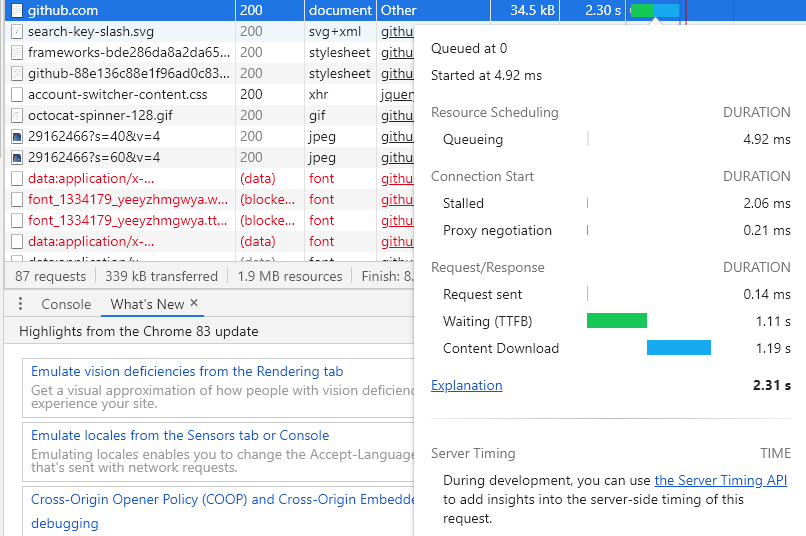 github.com 200 document Other 34.5 kB 2.30 s
search-key-slash.svg 200 svg+xml githu
frameworks-bde286da8a2da65... 200 stylesheet githu
github-88e136c88e1f96ad0c83... 200 stylesheet githu
account-switcher-content.css 200 xhr jquery
octocat-spinner-128.gif 200 gif githu
29162466?s=40&v=4 200 jpeg githu
29162466?s=60&v=4 200 jpeg githu
data:application/x-... (data) font githu
font_1334179_yeeyzhmgwya.w... (blocke... font githu
font_1334179_yeeyzhmgwya.tt... (blocke... font githu
data:application/x-... (data) font githu
87 requests 339 kB transferred 1.9 MB resources Finish: 8.
Console What's New ×
Highlights from the Chrome 83 update
Emulate vision deficiencies from the Rendering tab
Get a visual approximation of how people with vision deficienc
experience your site.
Emulate locales from the Sensors tab or Console
Emulating locales enables you to change the Accept-Language
that's sent with network requests.
Cross-Origin Opener Policy (COOP) and Cross-Origin Embedde
debugging
Queued at 0
Started at 4.92 ms
Resource Scheduling DURATION
Queueing 4.92 ms
Connection Start DURATION
Stalled 2.06 ms
Proxy negotiation 0.21 ms
Request/Response DURATION
Request sent 0.14 ms
Waiting (TTFB) 1.11 s
Content Download 1.19 s
Explanation 2.31 s
Server Timing TIME
During development, you can use the Server Timing API
to add insights into the server-side timing of this
request.